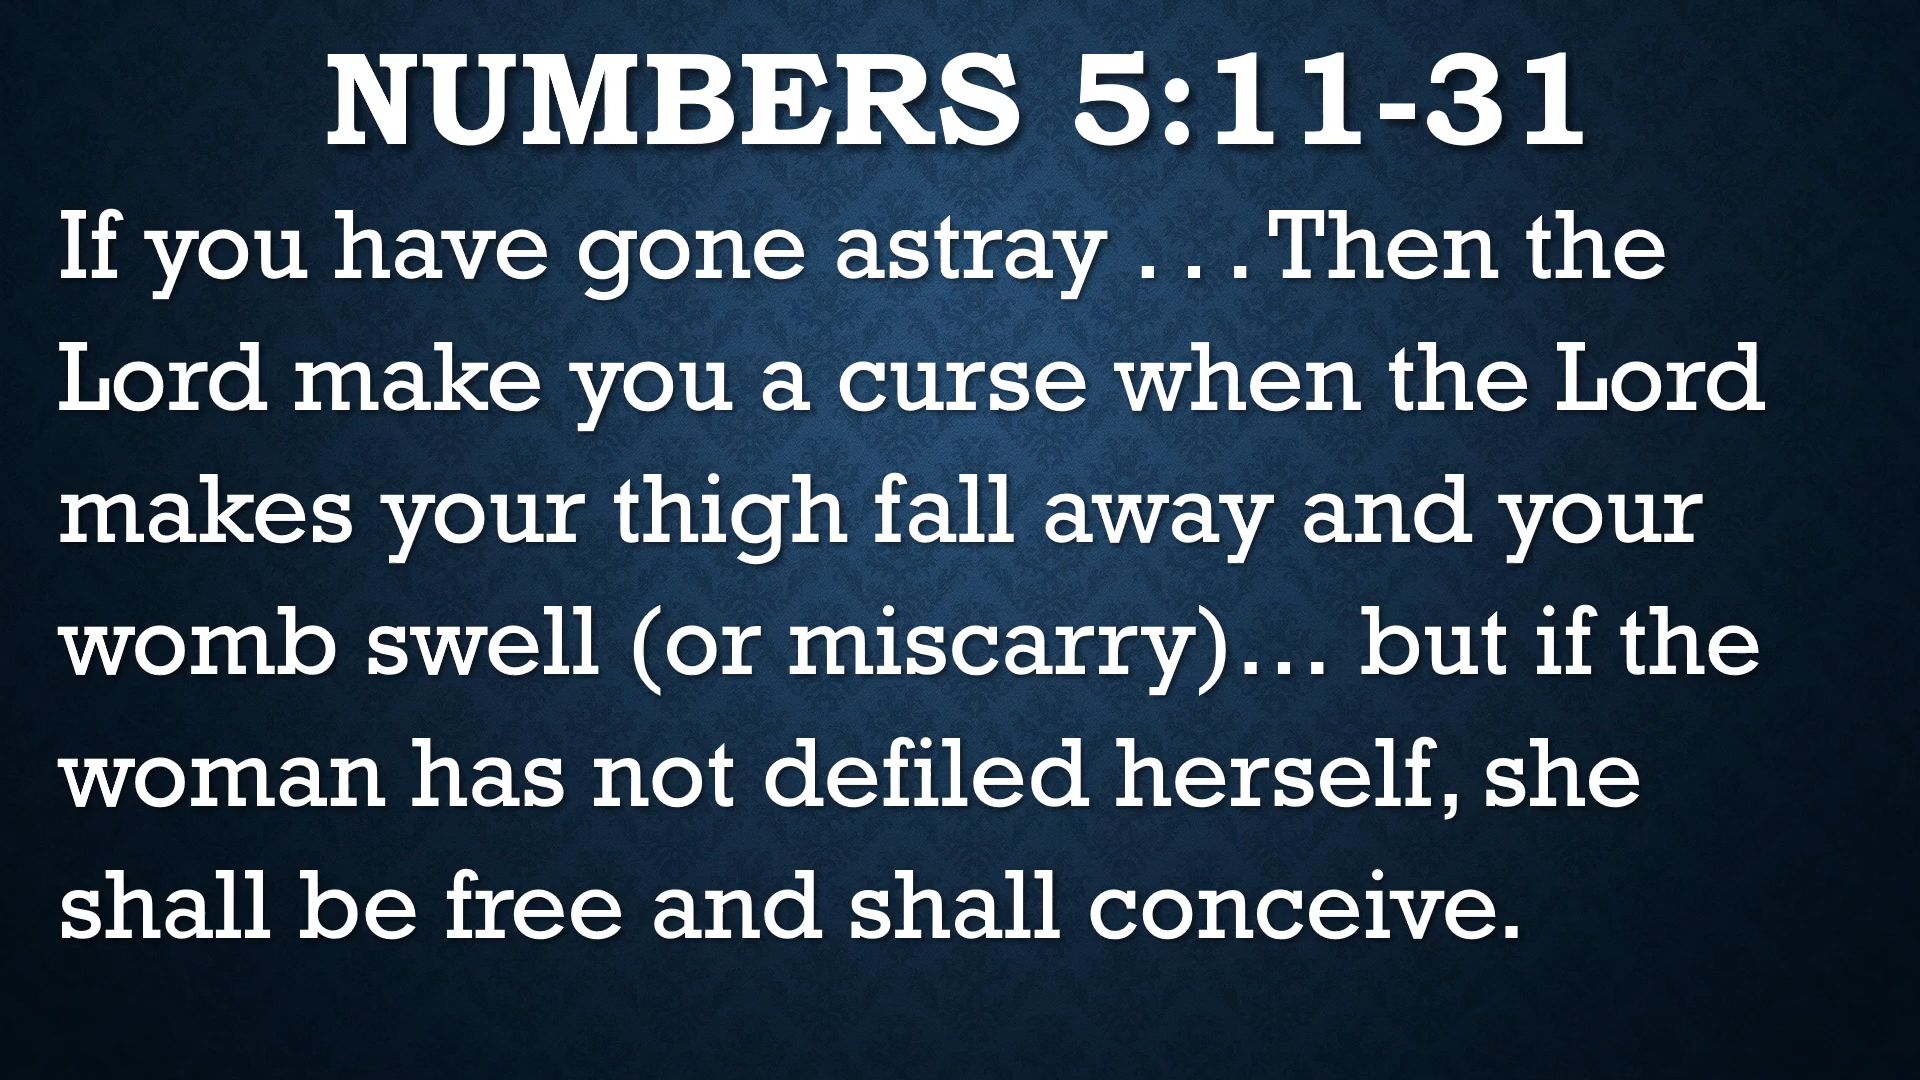 NUMBERS 5:11-31
If you have gone astray . . . Then the
Lord make you a curse when the Lord
makes your thigh fall away and your
womb swell (or miscarry)… but if the
woman has not defiled herself, she
shall be free and shall conceive.